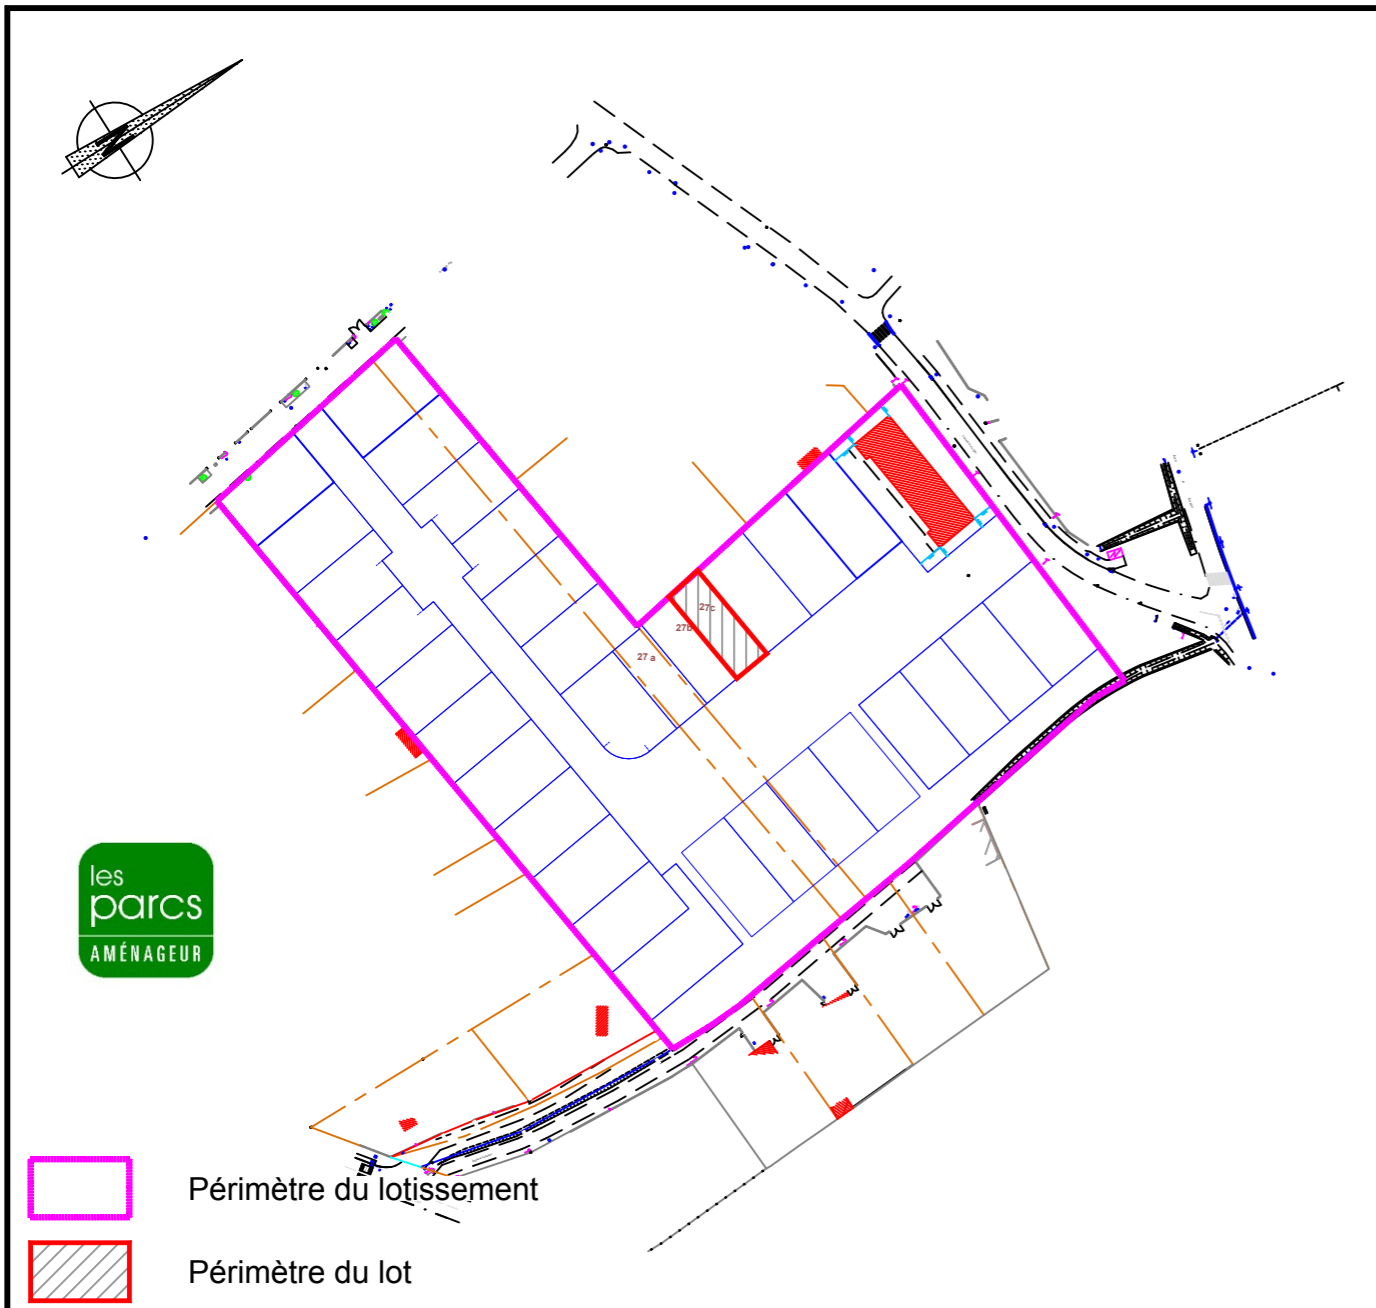 N
27c
27b
27 a
les
parcs
AMÉNAGEUR
Périmètre du lotissement
Périmètre du lot